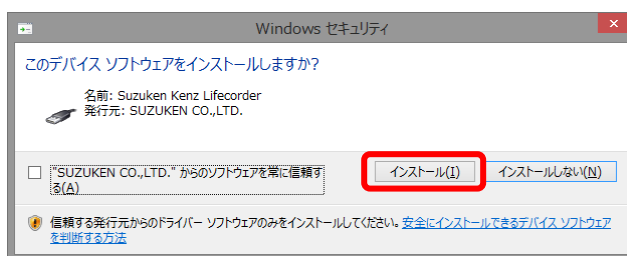 Windows セキュリティ
このデバイス ソフトウェアをインストールしますか?
名前: Suzuken Kenz Lifecorder
発行元: SUZUKEN CO.,LTD.
"SUZUKEN CO.,LTD." からのソフトウェアを常に信頼す
る(A)
インストール(I)
インストールしない(N)
信頼する発行元からのドライバー ソフトウェアのみをインストールしてください。安全にインストールできるデバイス ソフトウェア
を判断する方法